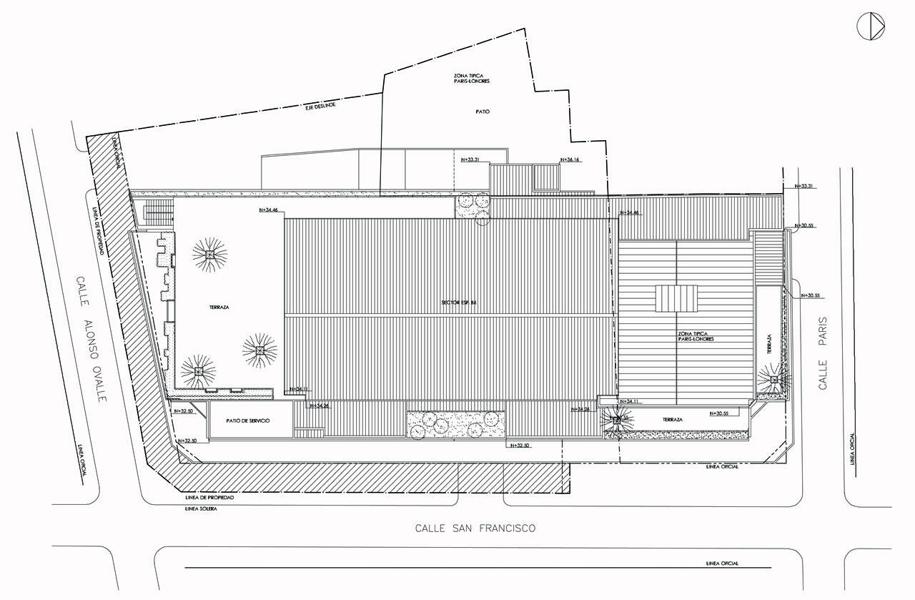 ZONA TIPICA
PARIS-LONDRES
PATIO
EJE DESLINDE
LINEA OFICIAL
N+33.31
N+36.16
N+33.31
N+34.46
N+34.46
N+30.55
LINEA DE PROPIEDAD
CALLE ALONSO OVALLE
TERRAZA
SECTOR ESP. B6
N+30.55
ZONA TIPICA
PARIS-LONDRES
TERRAZA
CALLE PARIS
N+34.11
N+34.26
N+34.26
N+34.11
N+32.50
PATIO DE SERVICIO
TERRAZA
N+30.55
N+32.50
N+32.50
LINEA OFICIAL
LINEA OFICIAL
LINEA OFICIAL
LINEA DE PROPIEDAD
LINEA SOLERA
CALLE SAN FRANCISCO
LINEA OFICIAL